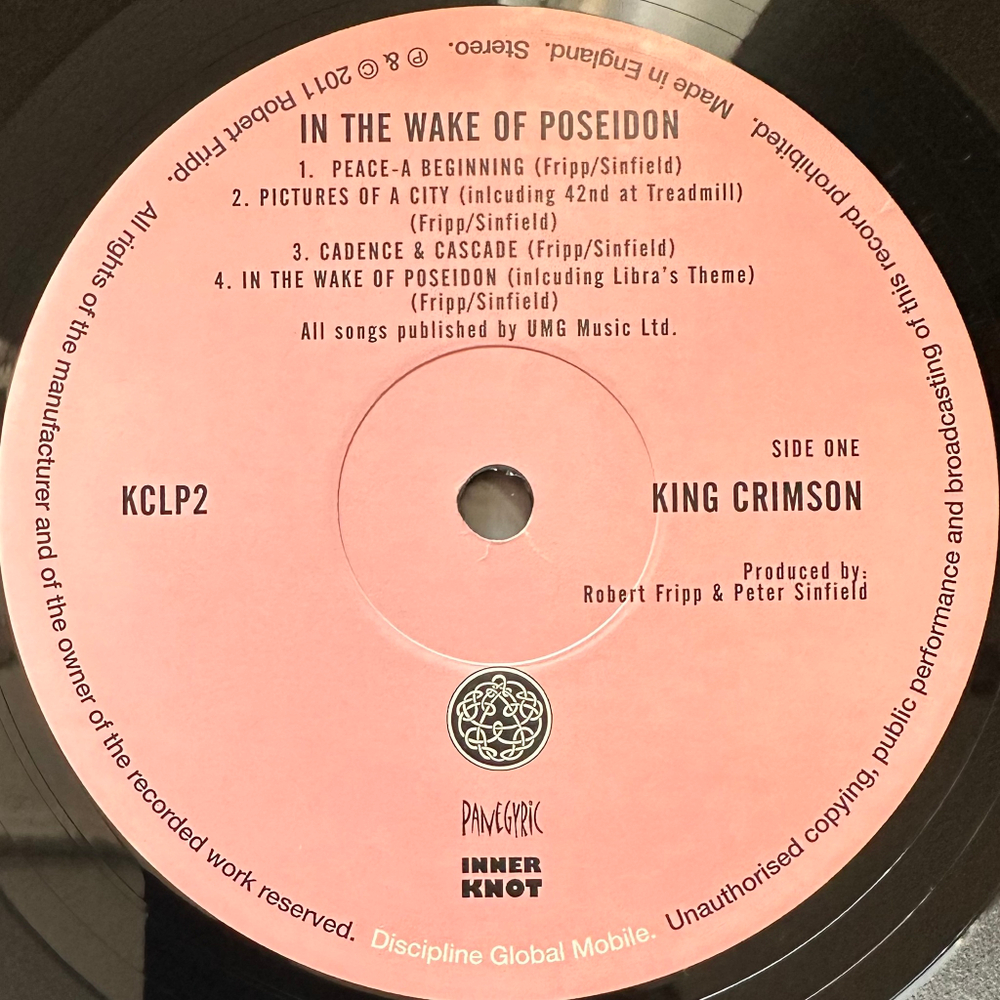 IN THE WAKE OF POSEIDON
1. PEACE-A BEGINNING (Fripp/Sinfield)
2. PICTURES OF A CITY (inlcuding 42nd at Treadmill)
(Fripp/Sinfield)
3. CADENCE & CASCADE (Fripp/Sinfield)
4. IN THE WAKE OF POSEIDON (inlcuding Libra's Theme)
(Fripp/Sinfield)
All songs published by UMG Music Ltd.
SIDE ONE
KCLP2
KING CRIMSON
Produced by:
Robert Fripp & Peter Sinfield
PANEGYRIC
INNER
KNOT
All rights of the manufacturer and of the owner of the recorded work reserved. Discipline Global Mobile. Unauthorised copying, public performance and broadcasting of this record prohibited. Made in England. Stereo. ℗ & © 2011 Robert Fripp.